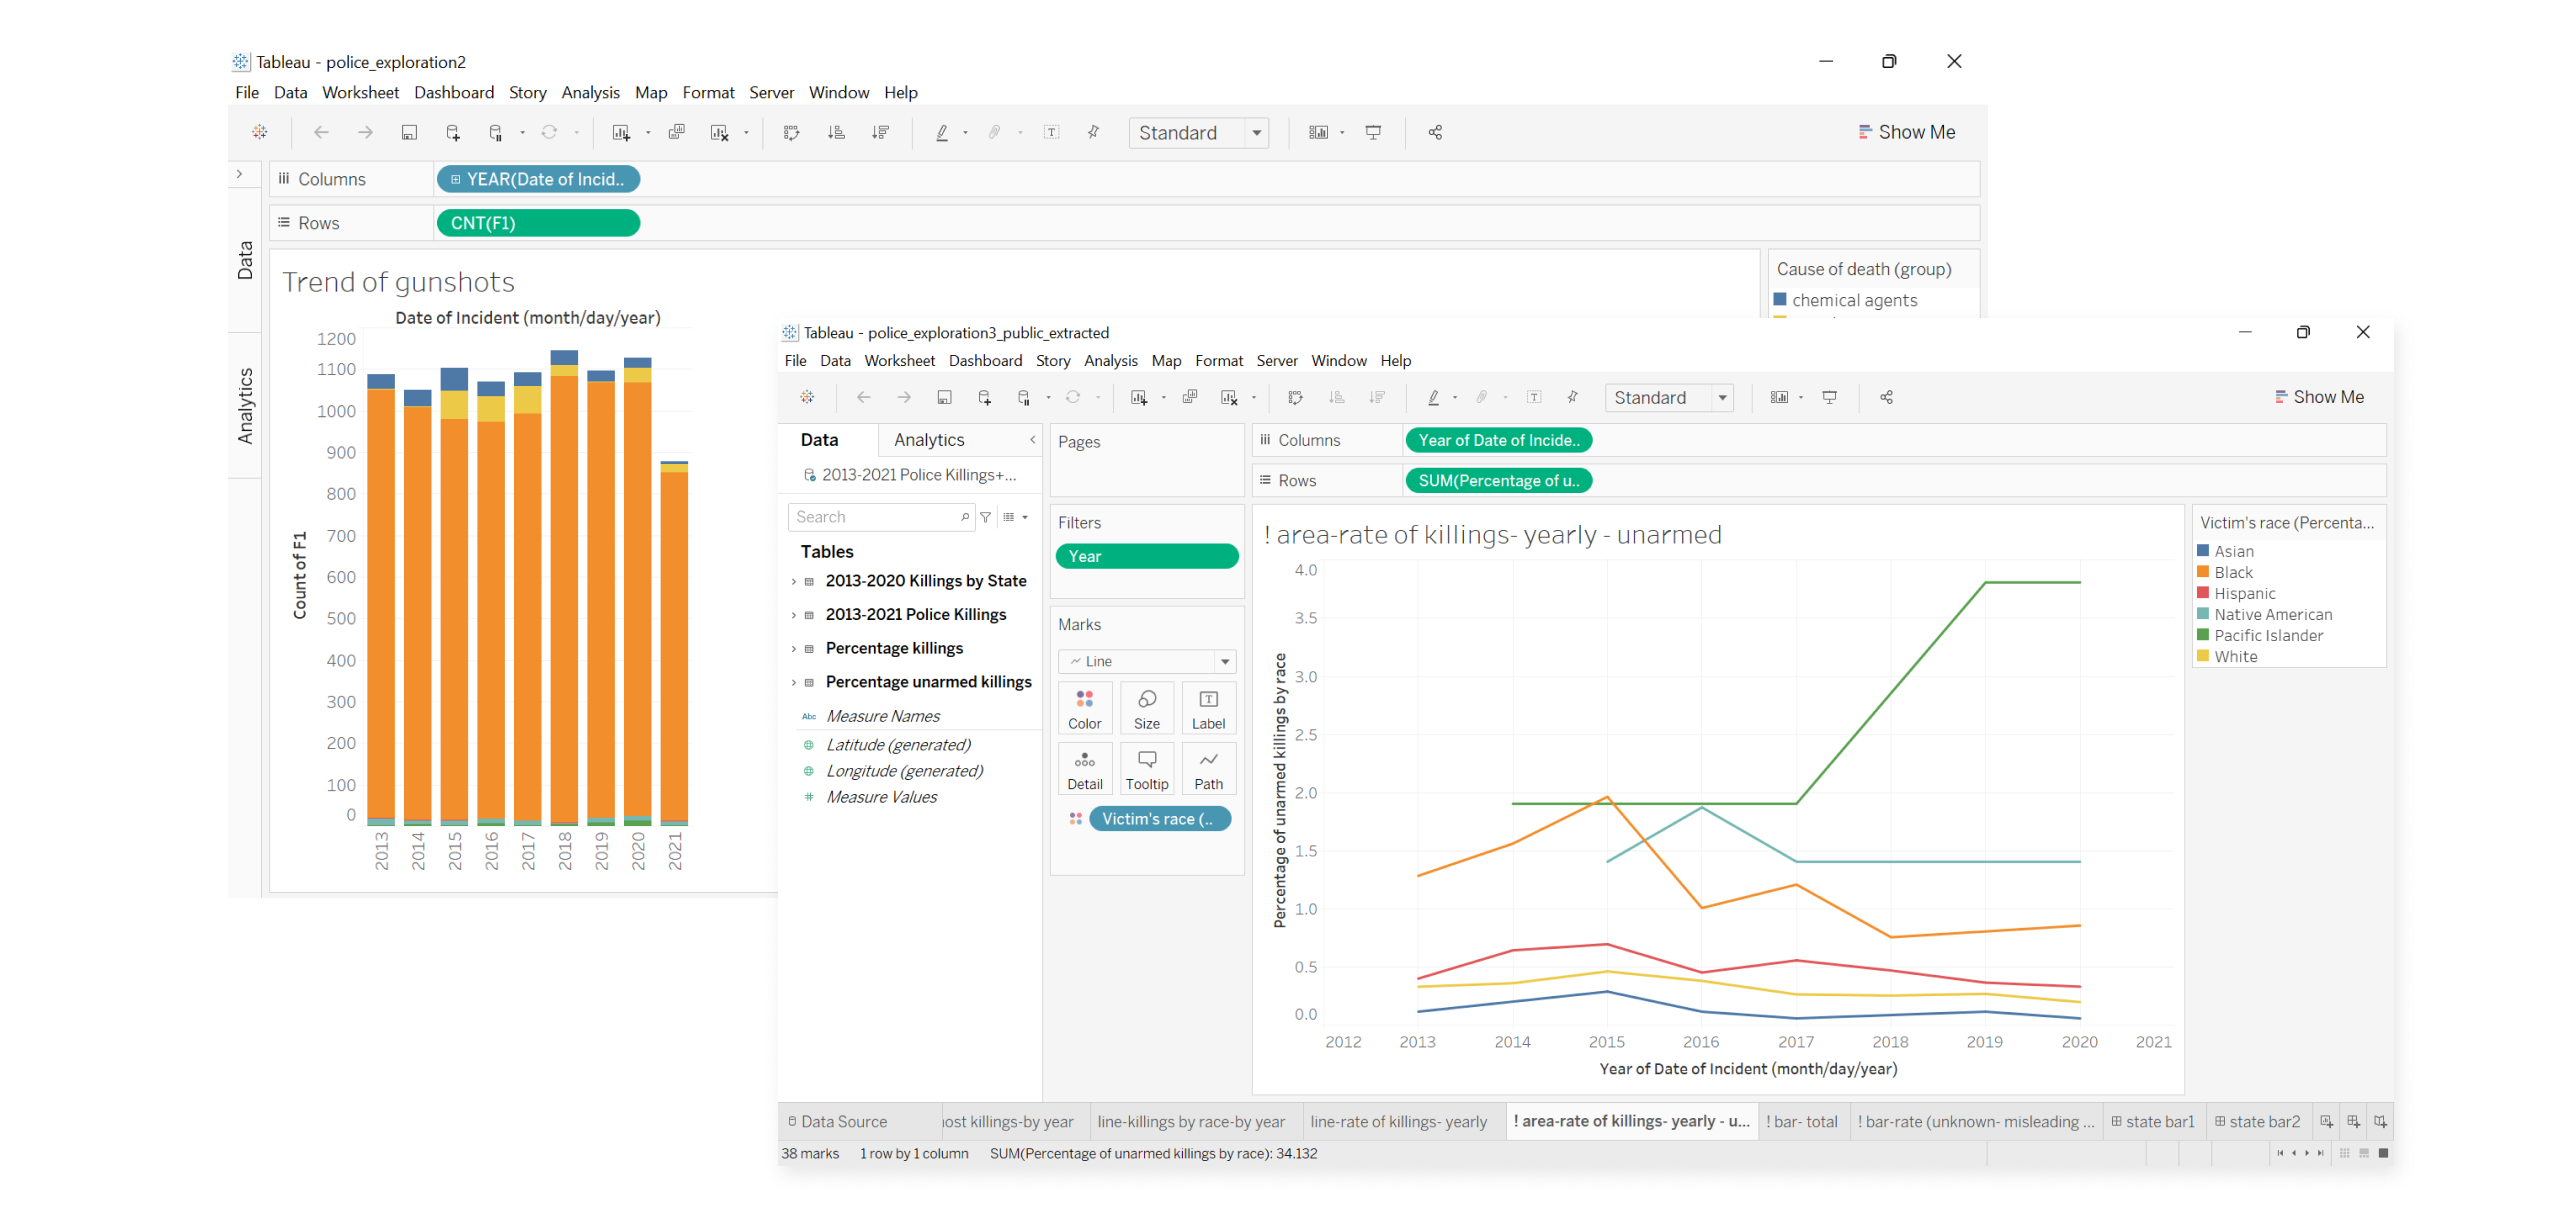 Tableau - police_exploration2
File Data Worksheet Dashboard Story Analysis Map Format Server Window Help
Standard
Show Me
Columns
YEAR(Date of Incid..
Rows
CNT(F1)
Data
Analytics
Trend of gunshots
Date of Incident (month/day/year)
Count of F1
1200
1100
1000
900
800
700
600
500
400
300
200
100
0
2013 2014 2015 2016 2017 2018 2019 2020 2021
Cause of death (group)
chemical agents
Tableau - police_exploration3_public_extracted
File Data Worksheet Dashboard Story Analysis Map Format Server Window Help
Standard
Show Me
Data Analytics
2013-2021 Police Killings+...
Search
Tables
2013-2020 Killings by State
2013-2021 Police Killings
Percentage killings
Percentage unarmed killings
Abc Measure Names
Latitude (generated)
Longitude (generated)
# Measure Values
Pages
Filters
Year
Marks
Line
Color Size Label
Detail Tooltip Path
Victim's race (..
Columns
Year of Date of Incide..
Rows
SUM(Percentage of u..
! area-rate of killings- yearly - unarmed
Percentage of unarmed killings by race
4.0
3.5
3.0
2.5
2.0
1.5
1.0
0.5
0.0
2012 2013 2014 2015 2016 2017 2018 2019 2020 2021
Year of Date of Incident (month/day/year)
Victim's race (Percenta...
Asian
Black
Hispanic
Native American
Pacific Islander
White
Data Source
ost killings-by year
line-killings by race-by year
line-rate of killings- yearly
! area-rate of killings- yearly - u...
! bar- total
! bar-rate (unknown- misleading ...
state bar1
state bar2
38 marks 1 row by 1 column SUM(Percentage of unarmed killings by race): 34.132